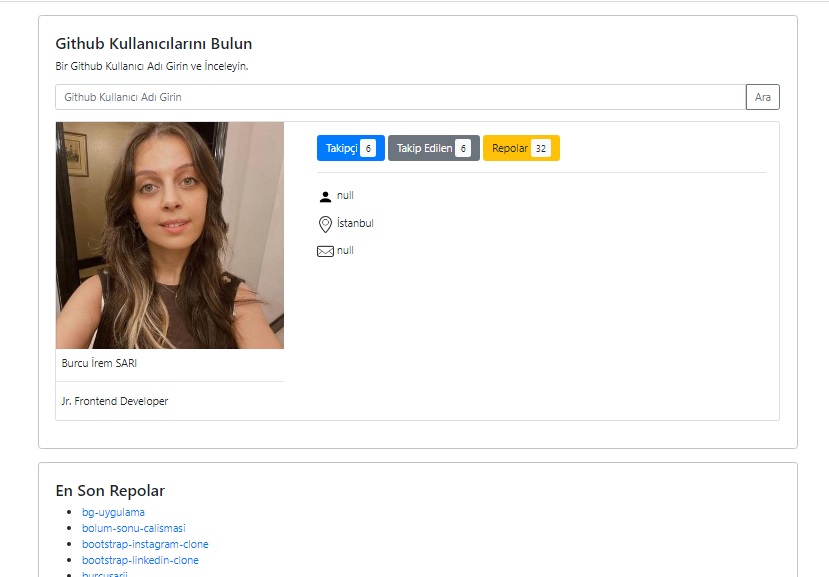 Github Kullanıcılarını Bulun
Bir Github Kullanıcı Adı Girin ve İnceleyin.
Github Kullanıcı Adı Girin
Ara
Takipçi 6 Takip Edilen 6 Repolar 32
null
İstanbul
null
Burcu İrem SARI
Jr. Frontend Developer
En Son Repolar
bg-uygulama
bolum-sonu-calismasi
bootstrap-instagram-clone
bootstrap-linkedin-clone
burcusarii